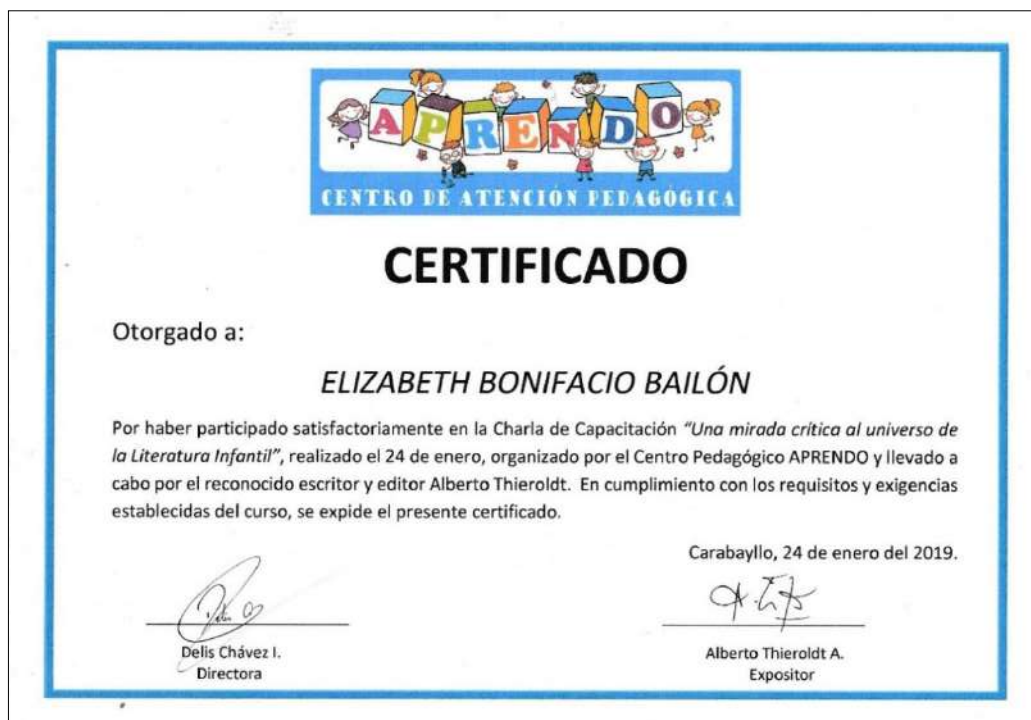 APRENDO
CENTRO DE ATENCIÓN PEDAGÓGICA
CERTIFICADO
Otorgado a:
ELIZABETH BONIFACIO BAILÓN
Por haber participado satisfactoriamente en la Charla de Capacitación "Una mirada crítica al universo de
la Literatura Infantil", realizado el 24 de enero, organizado por el Centro Pedagógico APRENDO y llevado a
cabo por el reconocido escritor y editor Alberto Thieroldt. En cumplimiento con los requisitos y exigencias
establecidas del curso, se expide el presente certificado.
Carabayllo, 24 de enero del 2019.
Delis Chávez I.
Directora
Alberto Thieroldt A.
Expositor